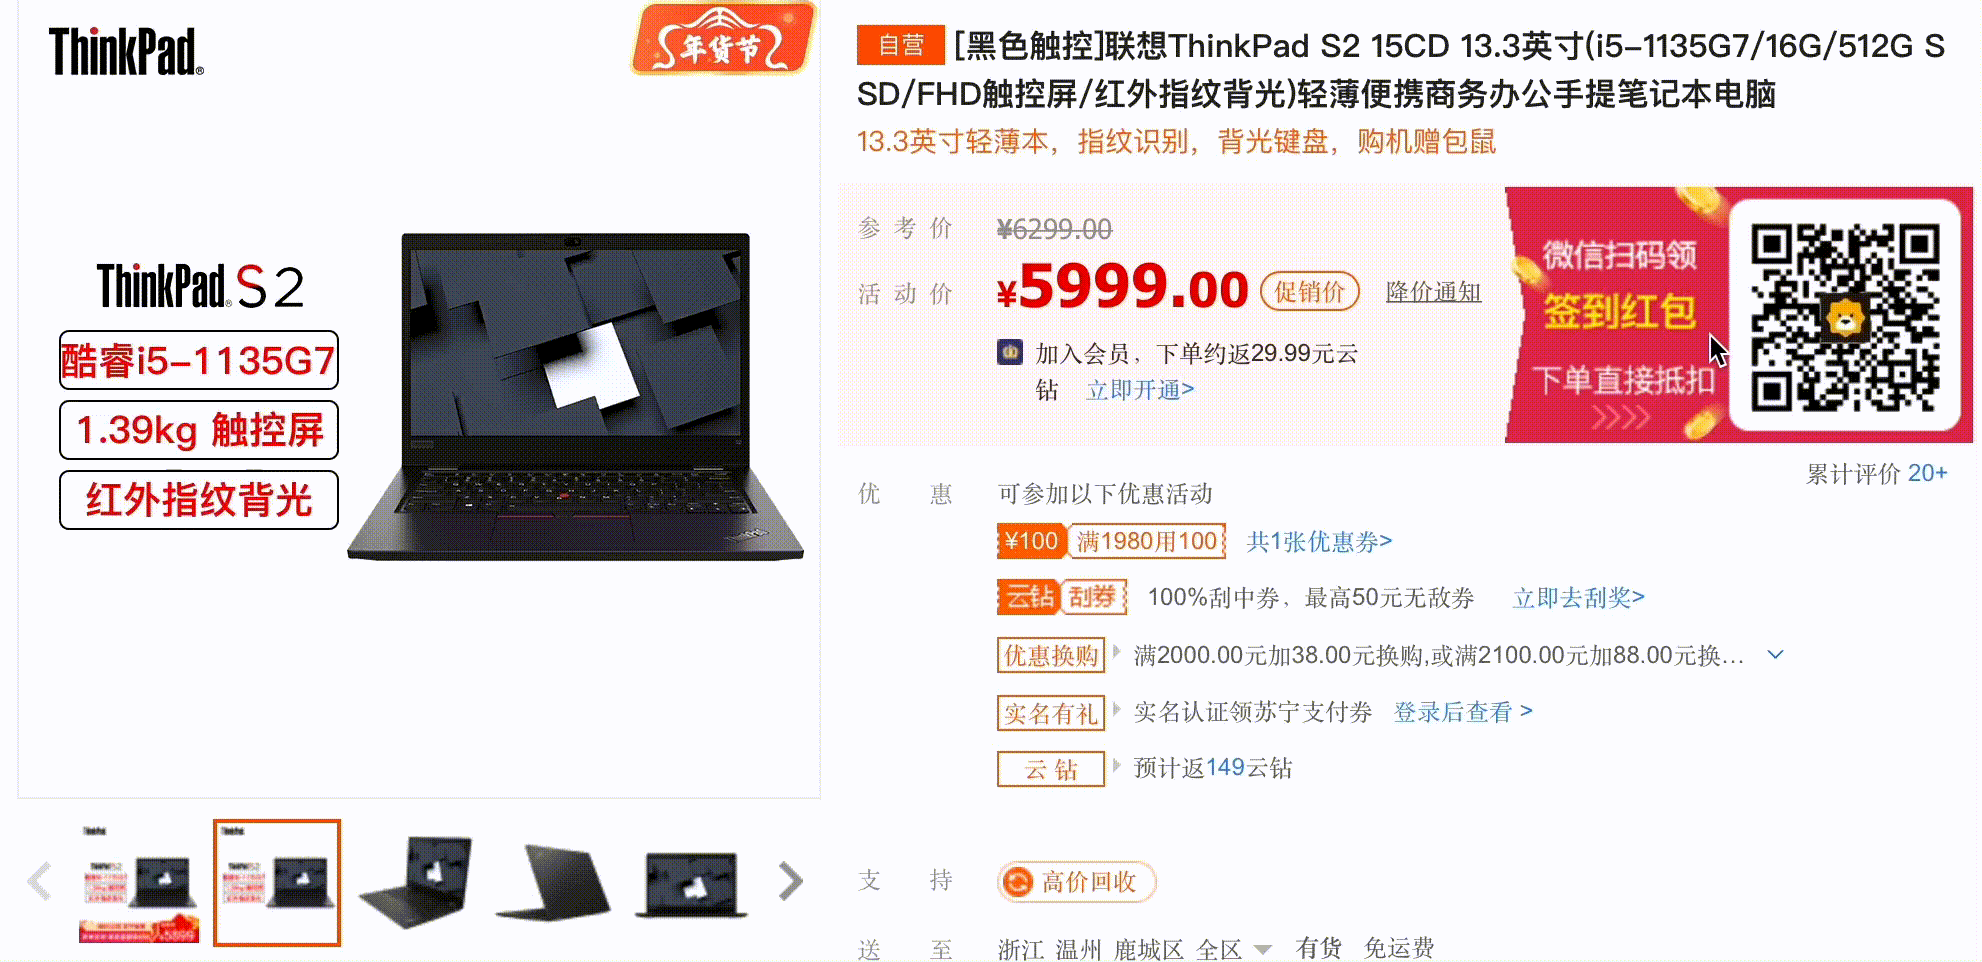 ThinkPad
年货节
ThinkPad S2
酷睿i5-1135G7
1.39kg 触控屏
红外指纹背光
自营 [黑色触控]联想ThinkPad S2 15CD 13.3英寸(i5-1135G7/16G/512G S
SD/FHD触控屏/红外指纹背光)轻薄便携商务办公手提笔记本电脑
13.3英寸轻薄本，指纹识别，背光键盘，购机赠包鼠
参考价 ¥6299.00
活动价 ¥5999.00 促销价 降价通知
加入会员，下单约返29.99元云
钻 立即开通>
微信扫码领
签到红包
下单直接抵扣
累计评价 20+
优惠 可参加以下优惠活动
¥100 满1980用100 共1张优惠券>
云钻 刮券 100%刮中券，最高50元无敌券 立即去刮奖>
优惠换购 满2000.00元加38.00元换购,或满2100.00元加88.00元换...
实名有礼 实名认证领苏宁支付券 登录后查看 >
云钻 预计返149云钻
支持 高价回收
送至 浙江 温州 鹿城区 全区 有货 免运费